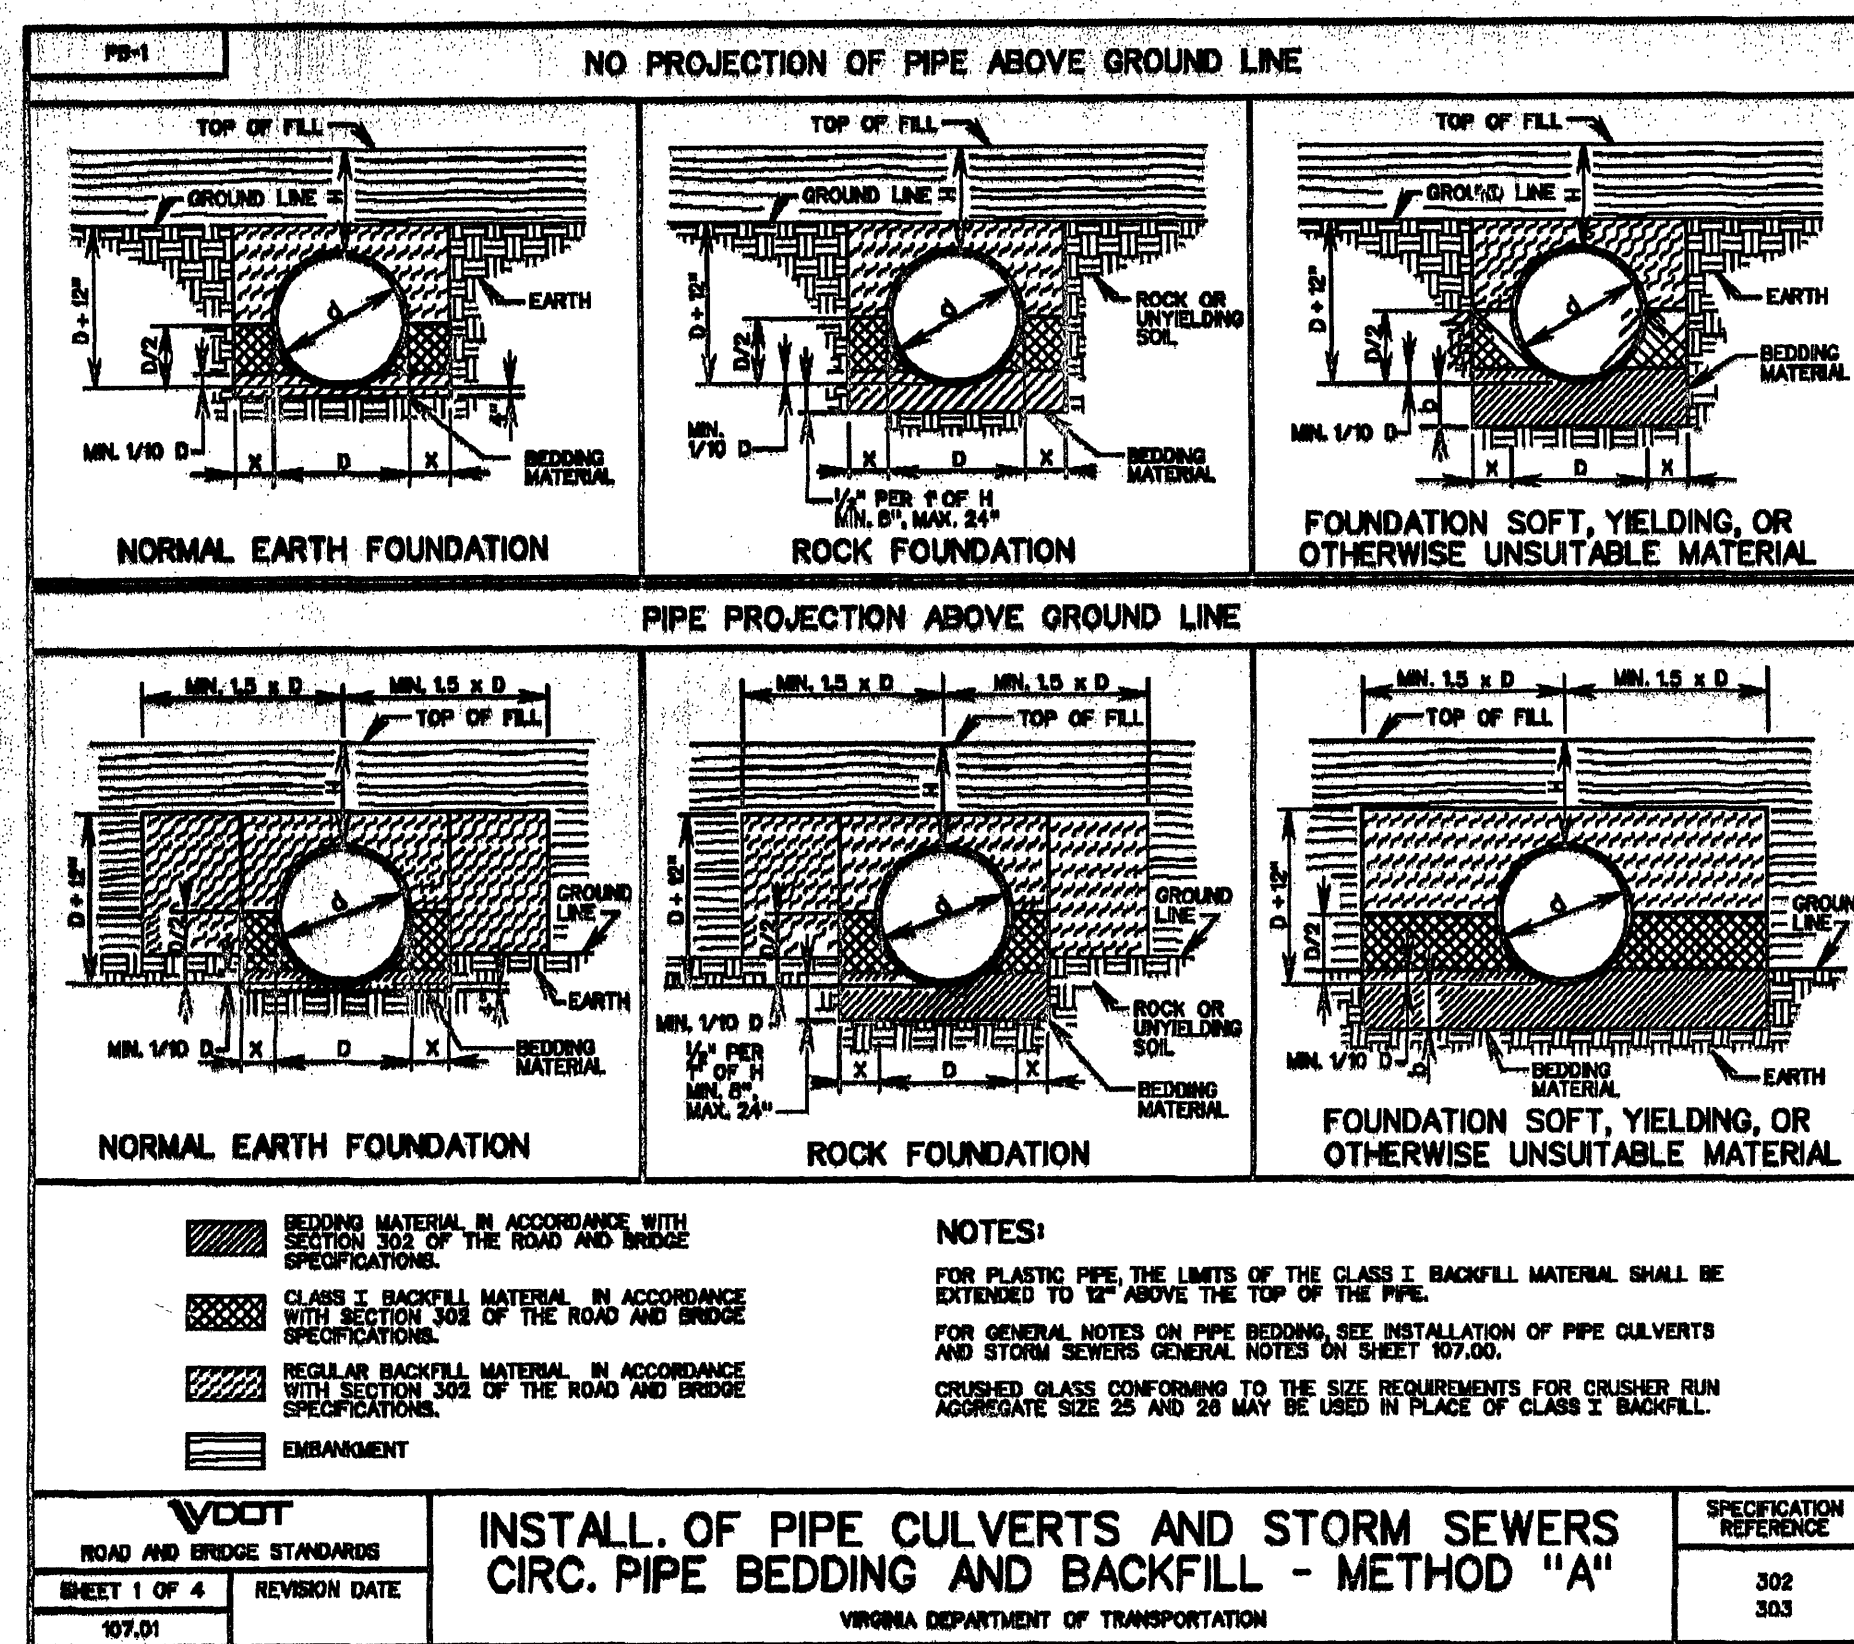 PB-1
NO PROJECTION OF PIPE ABOVE GROUND LINE
TOP OF FILL
GROUND LINE
H
D + 12"
D/2
d
EARTH
4"
MIN. 1/10 D
X
D
X
BEDDING
MATERIAL
NORMAL EARTH FOUNDATION
TOP OF FILL
GROUND LINE
H
D + 12"
D/2
d
ROCK OR
UNYIELDING
SOIL
MIN.
1/10 D
X
D
X
BEDDING
MATERIAL
1/2" PER 1' OF H
MIN. 8", MAX. 24"
ROCK FOUNDATION
TOP OF FILL
GROUND LINE
H
D + 12"
D/2
d
EARTH
BEDDING
MATERIAL
D
MIN. 1/10 D
X
D
X
FOUNDATION SOFT, YIELDING, OR
OTHERWISE UNSUITABLE MATERIAL
PIPE PROJECTION ABOVE GROUND LINE
MIN. 1.5 x D
MIN. 1.5 x D
TOP OF FILL
H
D + 12"
D/2
d
GROUND
LINE
4"
EARTH
MIN. 1/10 D
X
D
X
BEDDING
MATERIAL
NORMAL EARTH FOUNDATION
MIN. 1.5 x D
MIN. 1.5 x D
TOP OF FILL
H
D + 12"
D/2
d
GROUND
LINE
ROCK OR
UNYIELDING
SOIL
MIN. 1/10 D
1/2" PER
1' OF H
MIN. 8",
MAX. 24"
X
D
X
BEDDING
MATERIAL
ROCK FOUNDATION
MIN. 1.5 x D
MIN. 1.5 x D
TOP OF FILL
H
D + 12"
D/2
d
GROUN
LINE
MIN. 1/10 D
D
BEDDING
MATERIAL
EARTH
FOUNDATION SOFT, YIELDING, OR
OTHERWISE UNSUITABLE MATERIAL
BEDDING MATERIAL IN ACCORDANCE WITH
SECTION 302 OF THE ROAD AND BRIDGE
SPECIFICATIONS.
CLASS I BACKFILL MATERIAL IN ACCORDANCE
WITH SECTION 302 OF THE ROAD AND BRIDGE
SPECIFICATIONS.
REGULAR BACKFILL MATERIAL IN ACCORDANCE
WITH SECTION 302 OF THE ROAD AND BRIDGE
SPECIFICATIONS.
EMBANKMENT
NOTES:
FOR PLASTIC PIPE, THE LIMITS OF THE CLASS I BACKFILL MATERIAL SHALL BE
EXTENDED TO 12" ABOVE THE TOP OF THE PIPE.
FOR GENERAL NOTES ON PIPE BEDDING, SEE INSTALLATION OF PIPE CULVERTS
AND STORM SEWERS GENERAL NOTES ON SHEET 107.00.
CRUSHED GLASS CONFORMING TO THE SIZE REQUIREMENTS FOR CRUSHER RUN
AGGREGATE SIZE 25 AND 26 MAY BE USED IN PLACE OF CLASS I BACKFILL.
VDOT
ROAD AND BRIDGE STANDARDS
SHEET 1 OF 4
REVISION DATE
107.01
INSTALL. OF PIPE CULVERTS AND STORM SEWERS
CIRC. PIPE BEDDING AND BACKFILL - METHOD "A"
VIRGINIA DEPARTMENT OF TRANSPORTATION
SPECIFICATION
REFERENCE
302
303